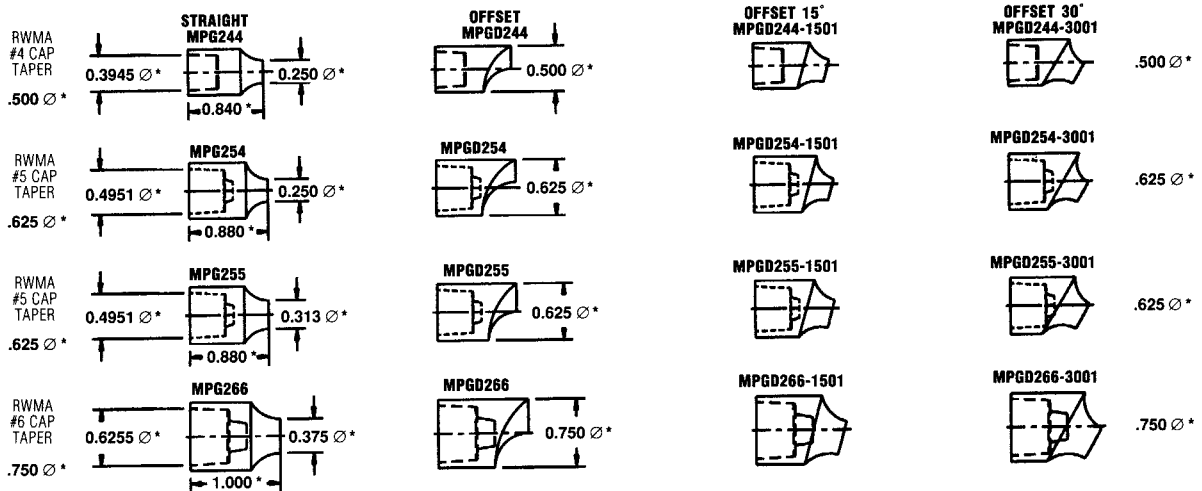 STRAIGHT
MPG244
OFFSET
MPGD244
OFFSET 15°
MPGD244-1501
OFFSET 30°
MPGD244-3001
RWMA
#4 CAP
TAPER
.500 Ø *
0.3945 Ø *
0.250 Ø *
0.840 *
0.500 Ø *
.500 Ø *
MPG254
MPGD254
MPGD254-1501
MPGD254-3001
RWMA
#5 CAP
TAPER
.625 Ø *
0.4951 Ø *
0.250 Ø *
0.880 *
0.625 Ø *
.625 Ø *
MPG255
MPGD255
MPGD255-1501
MPGD255-3001
RWMA
#5 CAP
TAPER
.625 Ø *
0.4951 Ø *
0.313 Ø *
0.880 *
0.625 Ø *
.625 Ø *
MPG266
MPGD266
MPGD266-1501
MPGD266-3001
RWMA
#6 CAP
TAPER
.750 Ø *
0.6255 Ø *
0.375 Ø *
1.000 *
0.750 Ø *
.750 Ø *